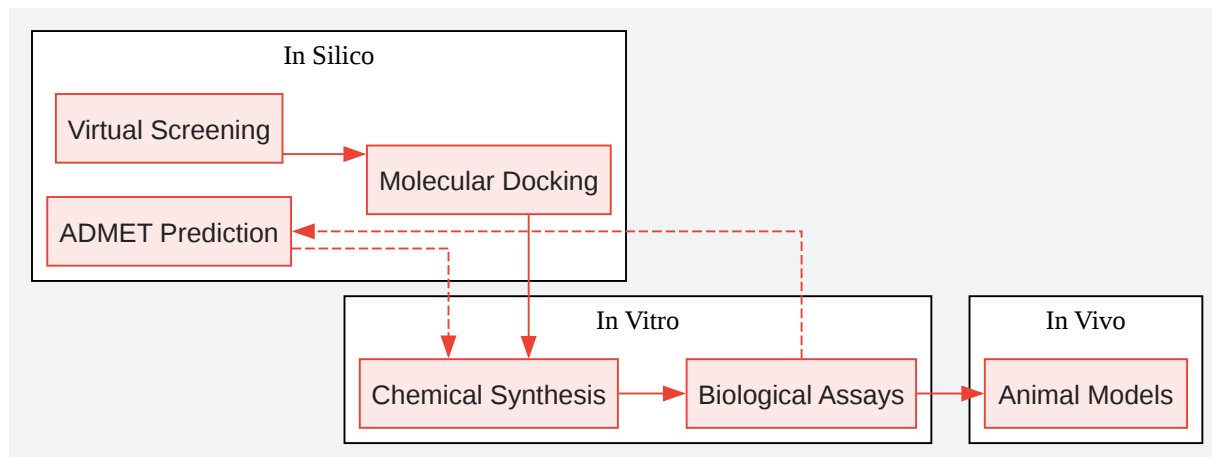 In Silico
Virtual Screening
Molecular Docking
ADMET Prediction
In Vitro
Chemical Synthesis
Biological Assays
In Vivo
Animal Models